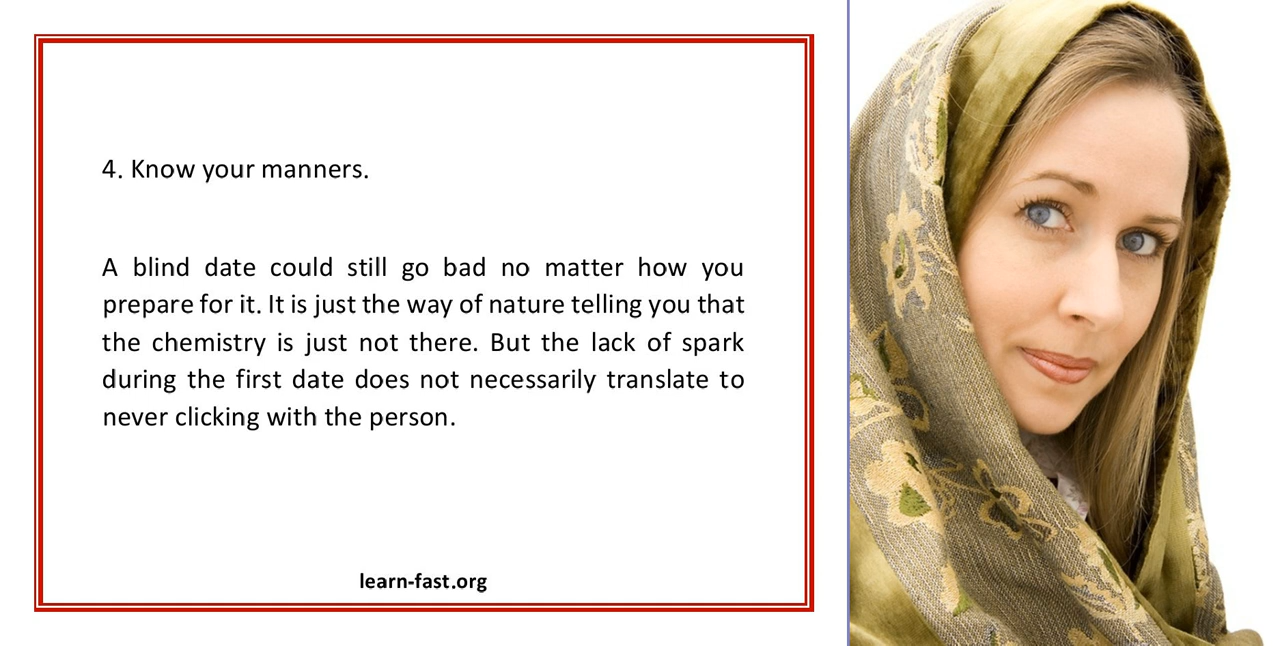 4. Know your manners.
A blind date could still go bad no matter how you
prepare for it. It is just the way of nature telling you that
the chemistry is just not there. But the lack of spark
during the first date does not necessarily translate to
never clicking with the person.
learn-fast.org